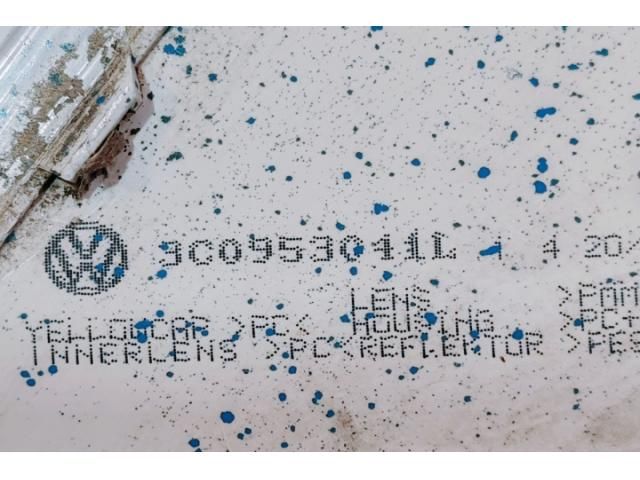 3C0953041L 4 20.
LENS >PMM
YELLOWCAP >PC< HOUSING >PC+
INNERLENS >PC<REFLEKTOR >PES